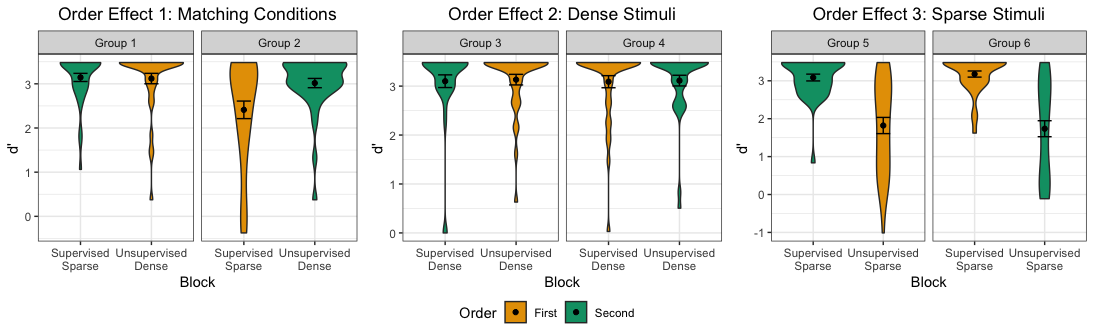 Order Effect 1: Matching Conditions
Group 1
Group 2
d'
3
2
1
0
Supervised
Sparse
Unsupervised
Dense
Supervised
Sparse
Unsupervised
Dense
Block
Order Effect 2: Dense Stimuli
Group 3
Group 4
d'
3
2
1
0
Supervised
Dense
Unsupervised
Dense
Supervised
Dense
Unsupervised
Dense
Block
Order Effect 3: Sparse Stimuli
Group 5
Group 6
d'
3
2
1
0
-1
Supervised
Sparse
Unsupervised
Sparse
Supervised
Sparse
Unsupervised
Sparse
Block
Order
First
Second